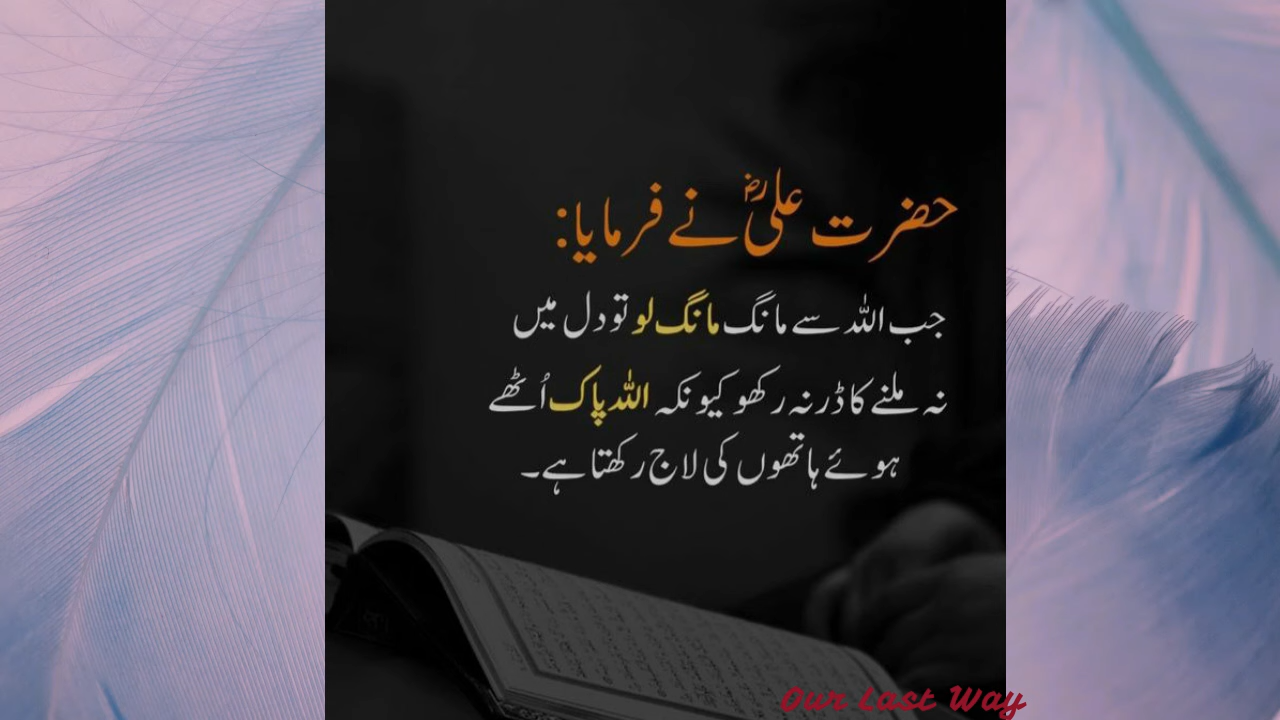 حضرت علیؓ نے فرمایا:
جب اللہ سے مانگ مانگ لو تو دل میں
نہ ملنے کا ڈر نہ رکھو کیونکہ اللہ پاک اُٹھے
ہوئے ہاتھوں کی لاج رکھتا ہے۔
Our Last Way